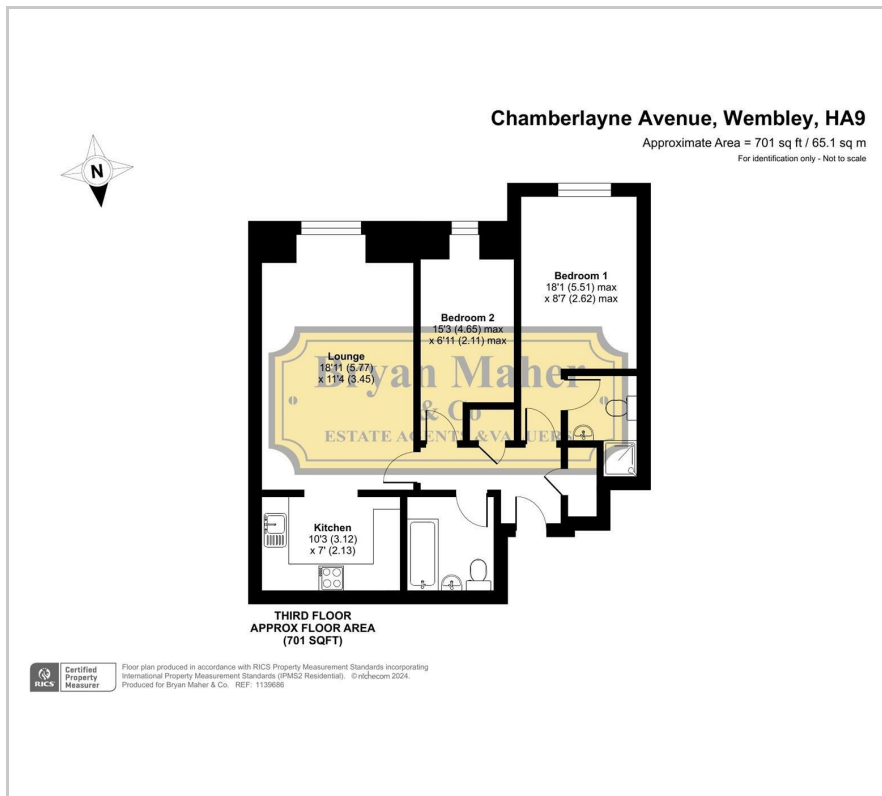 Chamberlayne Avenue, Wembley, HA9
Approximate Area = 701 sq ft / 65.1 sq m
For identification only - Not to scale
N
Bedroom 1
18'1 (5.51) max
x 8'7 (2.62) max
Bedroom 2
15'3 (4.65) max
x 6'11 (2.11) max
Lounge
18'11 (5.77)
x 11'4 (3.45)
Bryan Maher
& Co
ESTATE AGENTS & VALUERS
Kitchen
10'3 (3.12)
x 7' (2.13)
THIRD FLOOR
APPROX FLOOR AREA
(701 SQFT)
RICS
Certified
Property
Measurer
Floor plan produced in accordance with RICS Property Measurement Standards incorporating
International Property Measurement Standards (IPMS2 Residential). © nichecom 2024.
Produced for Bryan Maher & Co. REF: 1139686